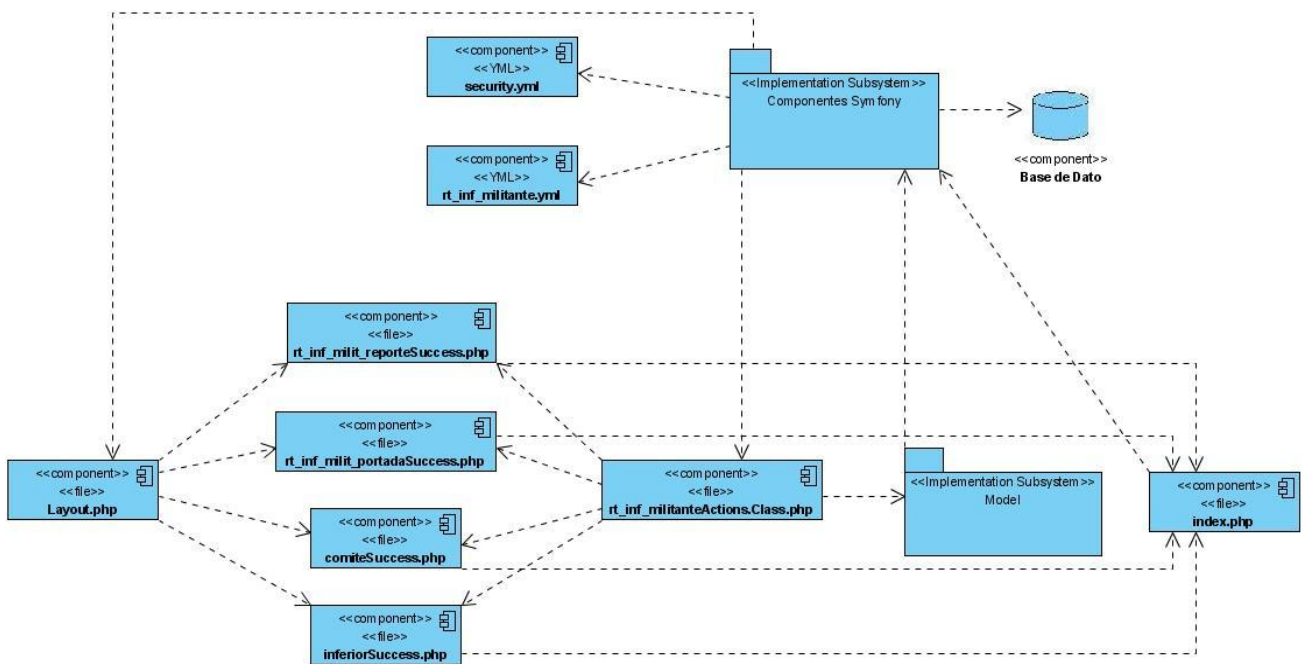 <<component>>
<<YML>>
security.yml
<<Implementation Subsystem>>
Componentes Symfony
<<component>>
Base de Dato
<<component>>
<<YML>>
rt_inf_militante.yml
<<component>>
<<file>>
rt_inf_milit_reporteSuccess.php
<<component>>
<<file>>
rt_inf_milit_portadaSuccess.php
<<component>>
<<file>>
Layout.php
<<component>>
<<file>>
rt_inf_militanteActions.Class.php
<<Implementation Subsystem>>
Model
<<component>>
<<file>>
index.php
<<component>>
<<file>>
comiteSuccess.php
<<component>>
<<file>>
inferiorSuccess.php